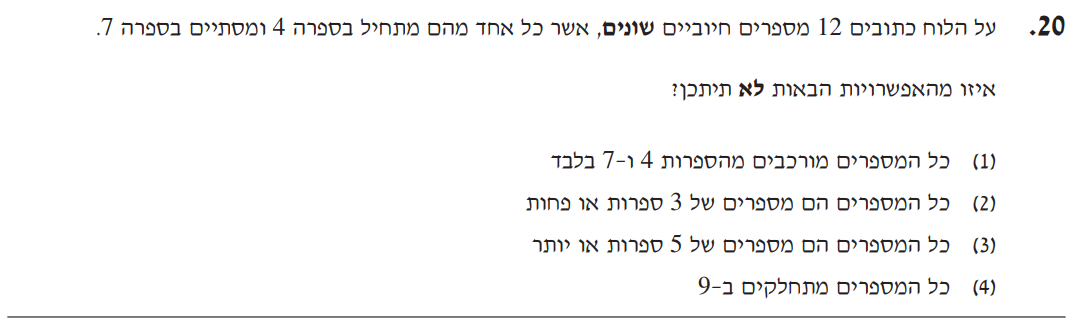 20. על הלוח כתובים 12 מספרים חיוביים שונים, אשר כל אחד מהם מתחיל בספרה 4 ומסתיים בספרה 7.
איזו מהאפשרויות הבאות לא תיתכן?
(1) כל המספרים מורכבים מהספרות 4 ו-7 בלבד
(2) כל המספרים הם מספרים של 3 ספרות או פחות
(3) כל המספרים הם מספרים של 5 ספרות או יותר
(4) כל המספרים מתחלקים ב-9